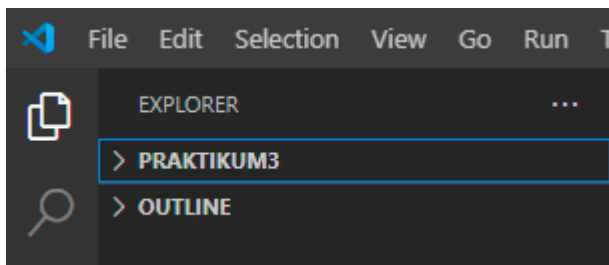 File Edit Selection View Go Run
EXPLORER ...
> PRAKTIKUM3
> OUTLINE